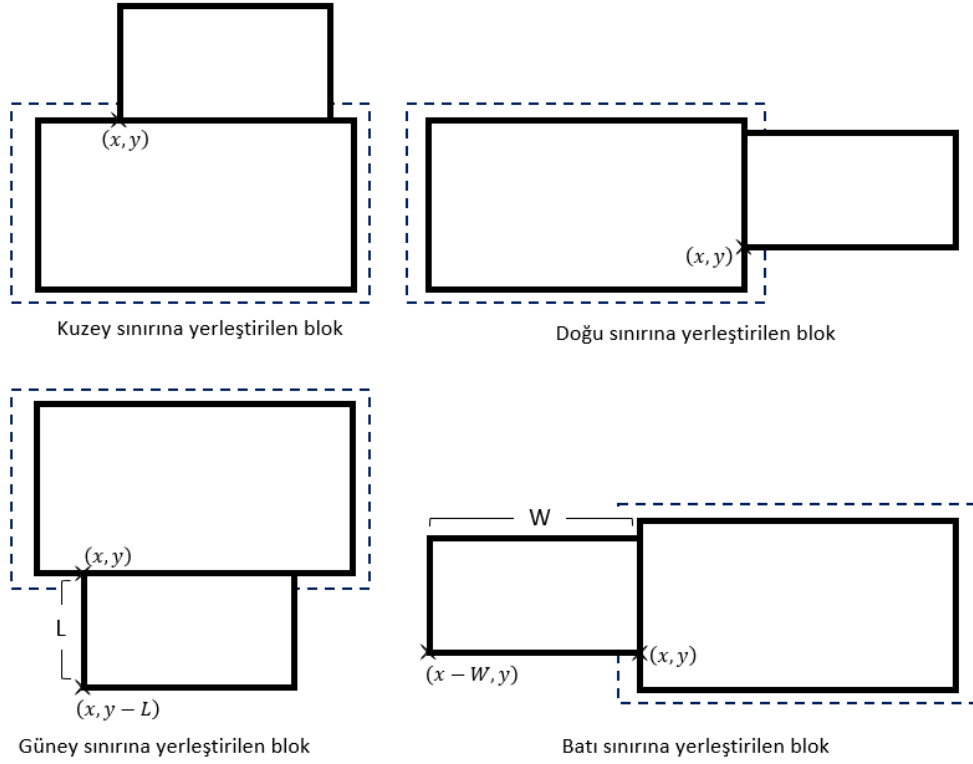 (x, y)
Kuzey sınırına yerleştirilen blok
(x, y)
Doğu sınırına yerleştirilen blok
(x, y)
L
(x, y − L)
Güney sınırına yerleştirilen blok
W
(x − W, y)
(x, y)
Batı sınırına yerleştirilen blok